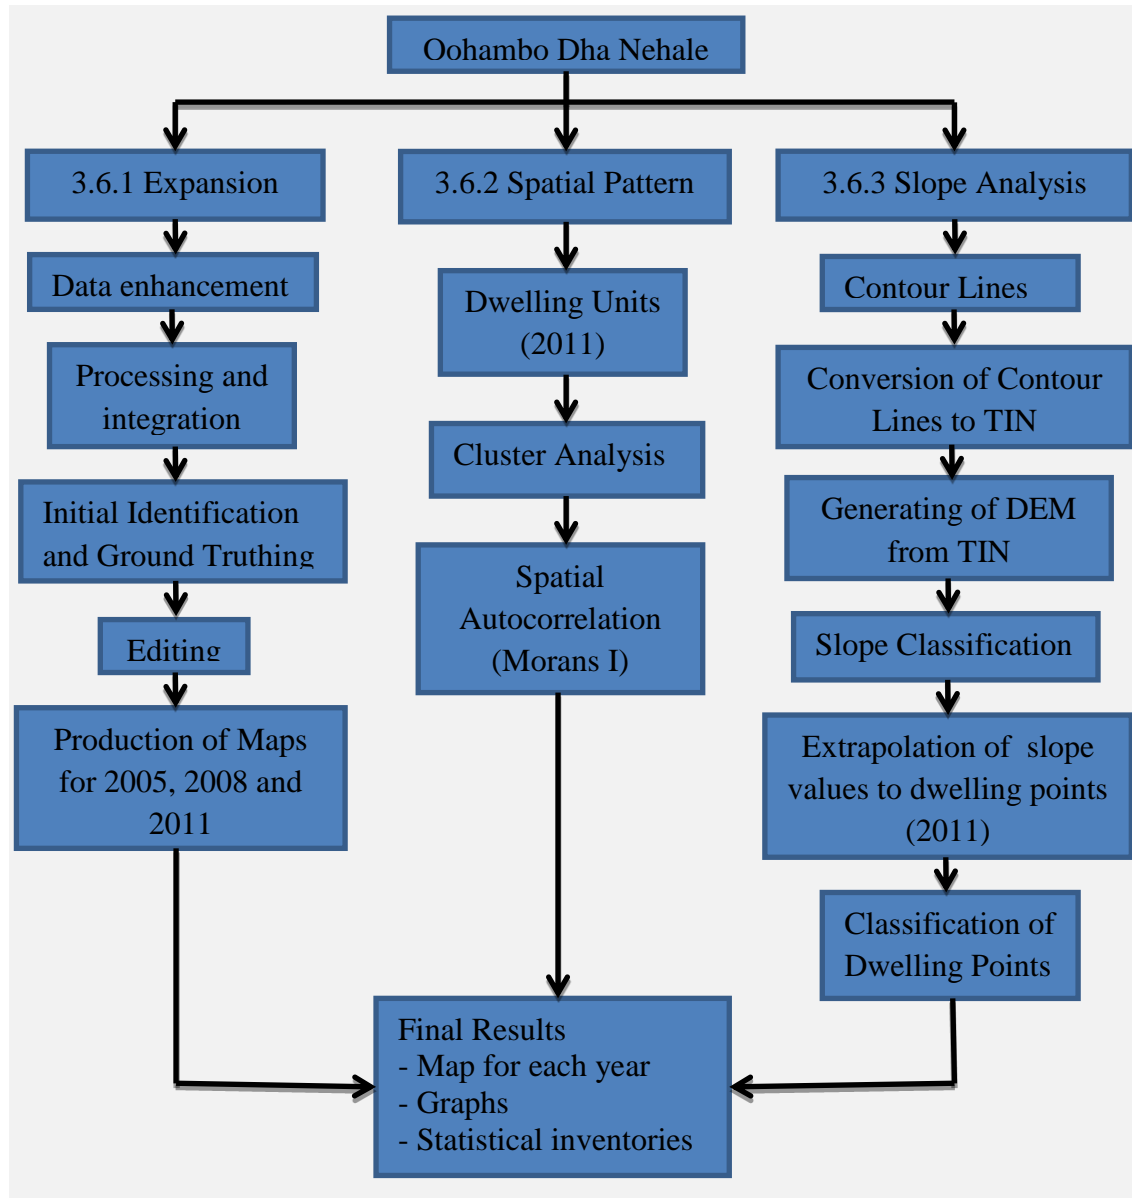 Oohambo Dha Nehale
3.6.1 Expansion
Data enhancement
Processing and
integration
Initial Identification
and Ground Truthing
Editing
Production of Maps
for 2005, 2008 and
2011
3.6.2 Spatial Pattern
Dwelling Units
(2011)
Cluster Analysis
Spatial
Autocorrelation
(Morans I)
3.6.3 Slope Analysis
Contour Lines
Conversion of Contour
Lines to TIN
Generating of DEM
from TIN
Slope Classification
Extrapolation of slope
values to dwelling points
(2011)
Classification of
Dwelling Points
Final Results
- Map for each year
- Graphs
- Statistical inventories